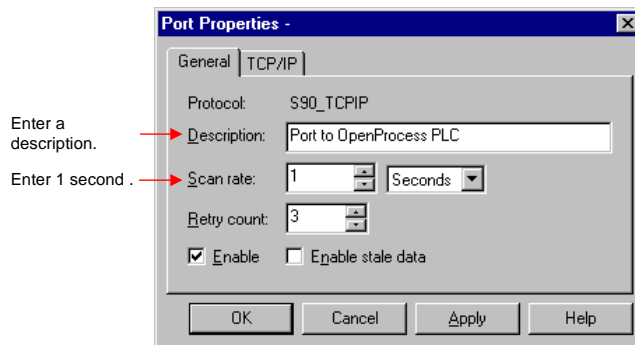 Port Properties -
General TCP/IP
Protocol: S90_TCPIP
Enter a
description.
Description: Port to OpenProcess PLC
Enter 1 second .
Scan rate: 1 Seconds
Retry count: 3
Enable Enable stale data
OK Cancel Apply Help